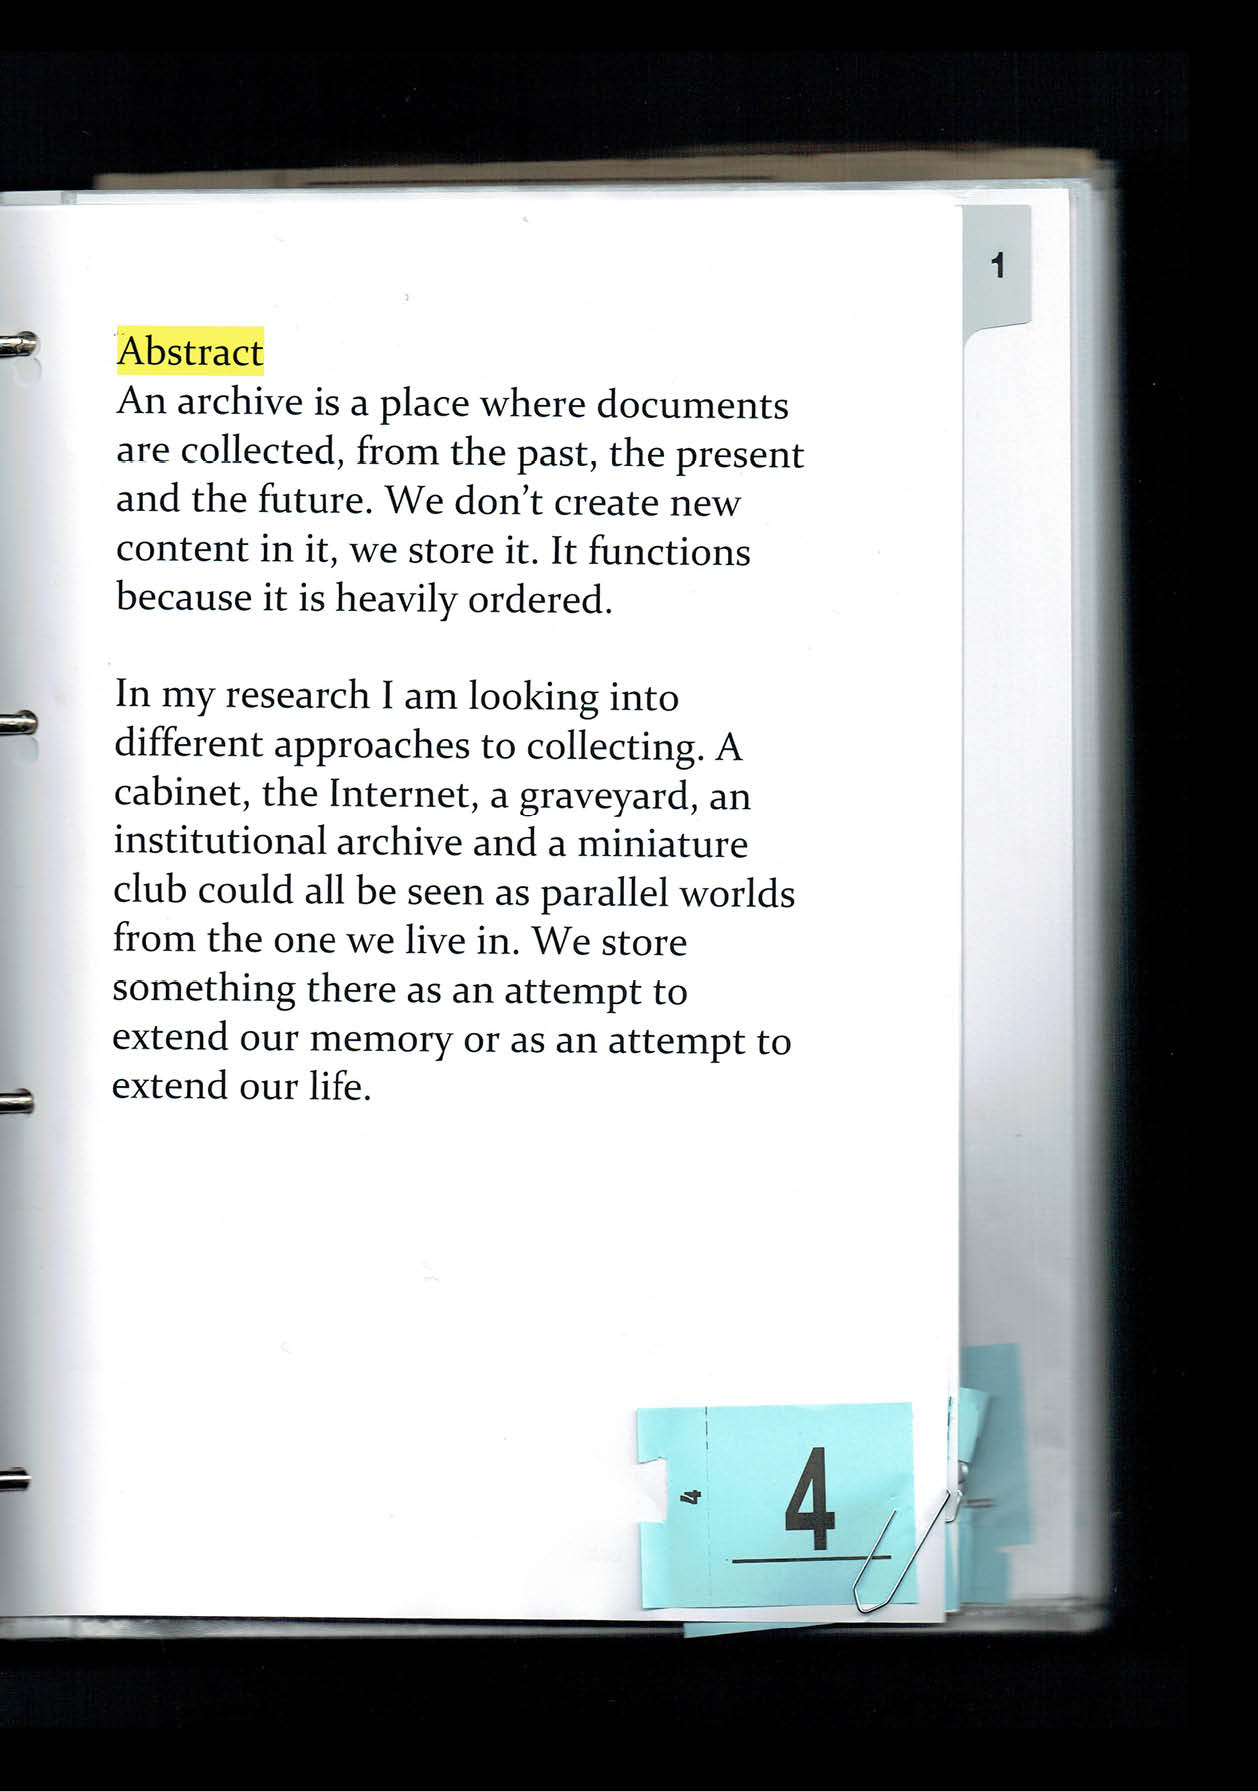 1
Abstract
An archive is a place where documents
are collected, from the past, the present
and the future. We don’t create new
content in it, we store it. It functions
because it is heavily ordered.
In my research I am looking into
different approaches to collecting. A
cabinet, the Internet, a graveyard, an
institutional archive and a miniature
club could all be seen as parallel worlds
from the one we live in. We store
something there as an attempt to
extend our memory or as an attempt to
extend our life.
4
4